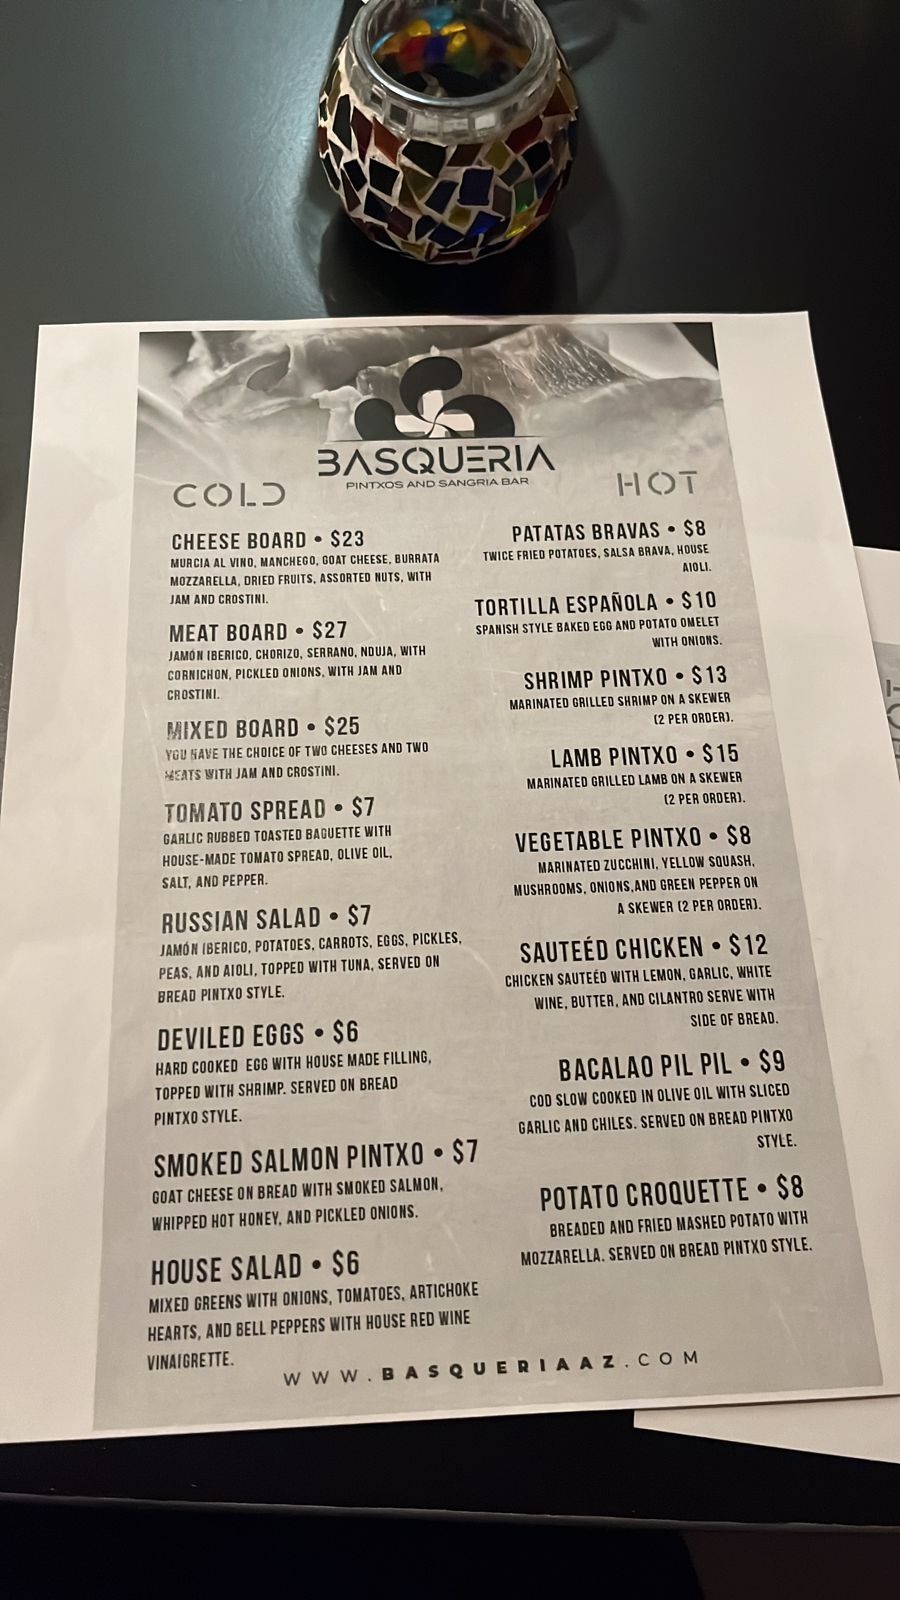 BASQUERIA
PINTXOS AND SANGRIA BAR
COLD
CHEESE BOARD • $23
MURCIA AL VINO, MANCHEGO, GOAT CHEESE, BURRATA
MOZZARELLA, DRIED FRUITS, ASSORTED NUTS, WITH
JAM AND CROSTINI.
MEAT BOARD • $27
JAMÓN IBERICO, CHORIZO, SERRANO, NDUJA, WITH
CORNICHON, PICKLED ONIONS, WITH JAM AND
CROSTINI.
MIXED BOARD • $25
YOU HAVE THE CHOICE OF TWO CHEESES AND TWO
MEATS WITH JAM AND CROSTINI.
TOMATO SPREAD • $7
GARLIC RUBBED TOASTED BAGUETTE WITH
HOUSE-MADE TOMATO SPREAD, OLIVE OIL,
SALT, AND PEPPER.
RUSSIAN SALAD • $7
JAMÓN IBERICO, POTATOES, CARROTS, EGGS, PICKLES,
PEAS, AND AIOLI, TOPPED WITH TUNA, SERVED ON
BREAD PINTXO STYLE.
DEVILED EGGS • $6
HARD COOKED EGG WITH HOUSE MADE FILLING,
TOPPED WITH SHRIMP. SERVED ON BREAD
PINTXO STYLE.
SMOKED SALMON PINTXO • $7
GOAT CHEESE ON BREAD WITH SMOKED SALMON,
WHIPPED HOT HONEY, AND PICKLED ONIONS.
HOUSE SALAD • $6
MIXED GREENS WITH ONIONS, TOMATOES, ARTICHOKE
HEARTS, AND BELL PEPPERS WITH HOUSE RED WINE
VINAIGRETTE.
HOT
PATATAS BRAVAS • $8
TWICE FRIED POTATOES, SALSA BRAVA, HOUSE
AIOLI.
TORTILLA ESPAÑOLA • $10
SPANISH STYLE BAKED EGG AND POTATO OMELET
WITH ONIONS.
SHRIMP PINTXO • $13
MARINATED GRILLED SHRIMP ON A SKEWER
(2 PER ORDER).
LAMB PINTXO • $15
MARINATED GRILLED LAMB ON A SKEWER
(2 PER ORDER).
VEGETABLE PINTXO • $8
MARINATED ZUCCHINI, YELLOW SQUASH,
MUSHROOMS, ONIONS,AND GREEN PEPPER ON
A SKEWER (2 PER ORDER).
SAUTEÉD CHICKEN • $12
CHICKEN SAUTEÉD WITH LEMON, GARLIC, WHITE
WINE, BUTTER, AND CILANTRO SERVE WITH
SIDE OF BREAD.
BACALAO PIL PIL • $9
COD SLOW COOKED IN OLIVE OIL WITH SLICED
GARLIC AND CHILES. SERVED ON BREAD PINTXO
STYLE.
POTATO CROQUETTE • $8
BREADED AND FRIED MASHED POTATO WITH
MOZZARELLA. SERVED ON BREAD PINTXO STYLE.
WWW.BASQUERIAAZ.COM